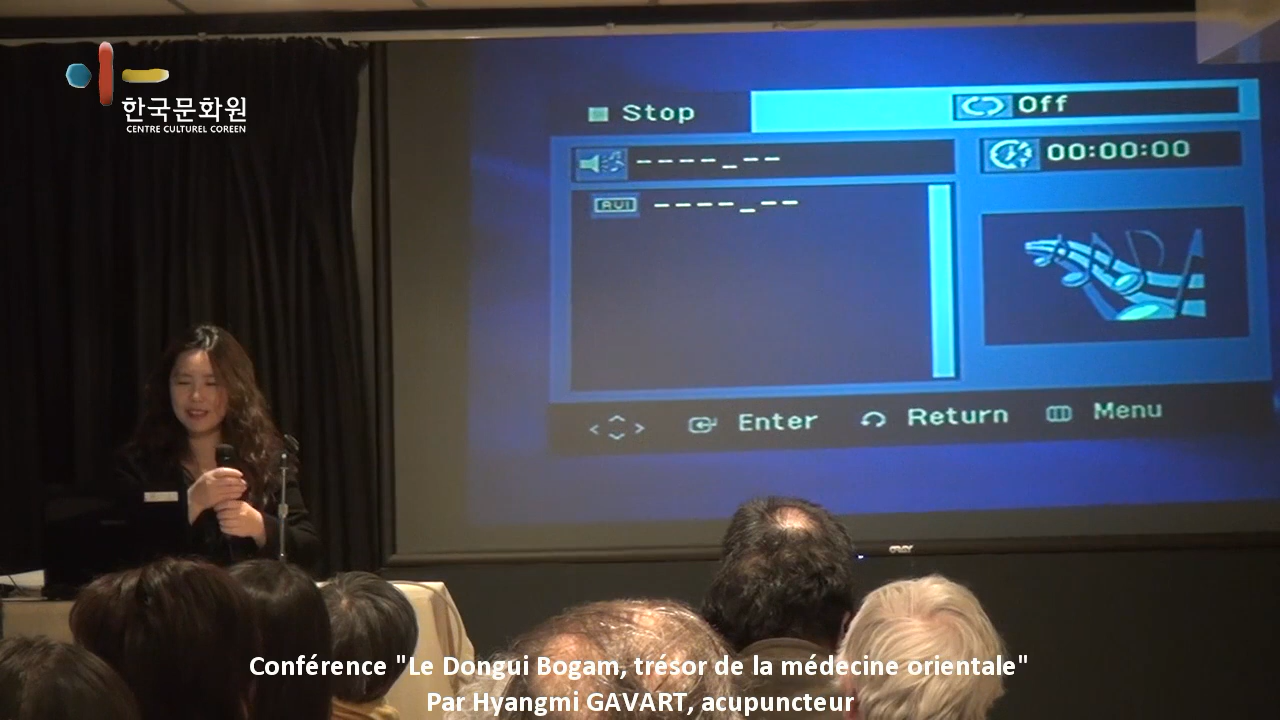 한국문화원
CENTRE CULTUREL COREEN
Stop
Off
00:00:00
AVI
Enter
Return
Menu
Conférence "Le Dongui Bogam, trésor de la médecine orientale"
Par Hyangmi GAVART, acupuncteur